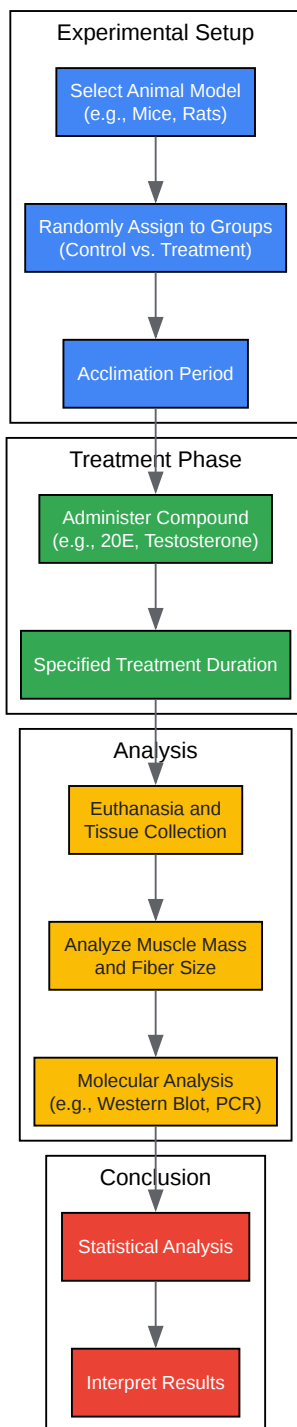 Experimental Setup
Select Animal Model
(e.g., Mice, Rats)
Randomly Assign to Groups
(Control vs. Treatment)
Acclimation Period
Treatment Phase
Administer Compound
(e.g., 20E, Testosterone)
Specified Treatment Duration
Analysis
Euthanasia and
Tissue Collection
Analyze Muscle Mass
and Fiber Size
Molecular Analysis
(e.g., Western Blot, PCR)
Conclusion
Statistical Analysis
Interpret Results